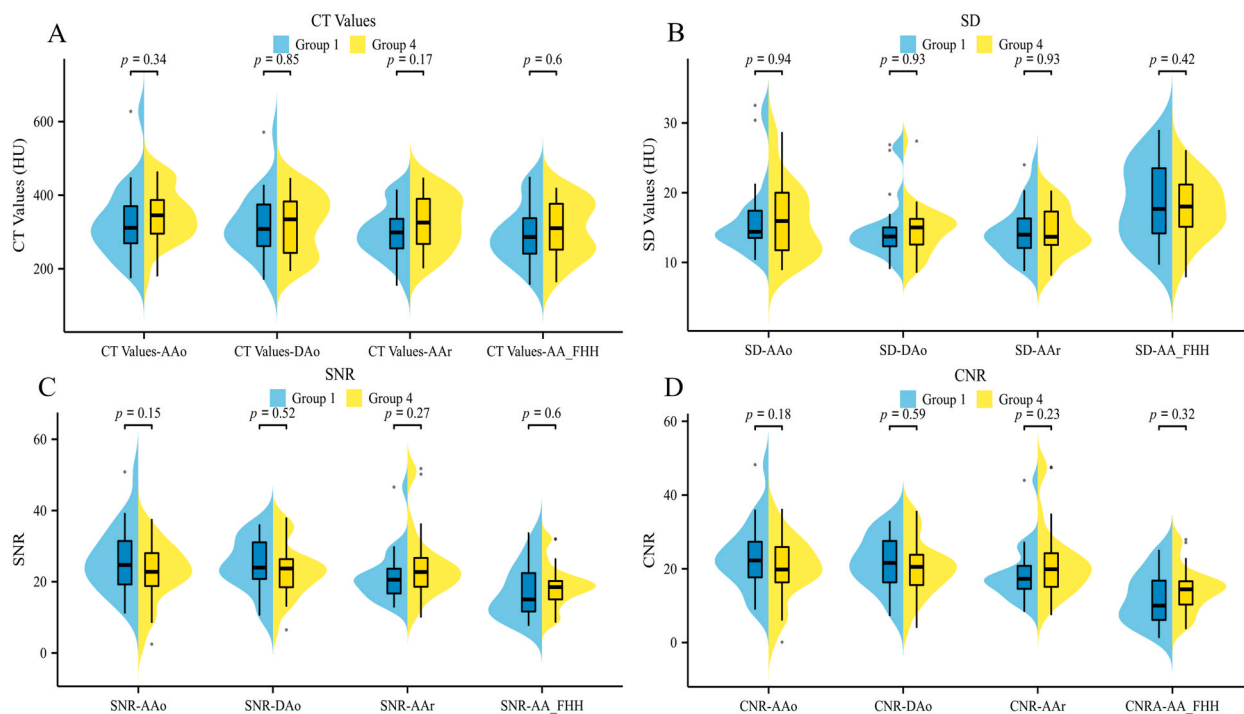 A
CT Values
Group 1 Group 4
p = 0.34 p = 0.85 p = 0.17 p = 0.6
CT Values (HU)
600
400
200
CT Values-AAo CT Values-DAo CT Values-AAr CT Values-AA_FHH
B
SD
Group 1 Group 4
p = 0.94 p = 0.93 p = 0.93 p = 0.42
SD Values (HU)
30
20
10
SD-AAo SD-DAo SD-AAr SD-AA_FHH
C
SNR
Group 1 Group 4
p = 0.15 p = 0.52 p = 0.27 p = 0.6
SNR
60
40
20
0
SNR-AAo SNR-DAo SNR-AAr SNR-AA_FHH
D
CNR
Group 1 Group 4
p = 0.18 p = 0.59 p = 0.23 p = 0.32
CNR
60
40
20
0
CNR-AAo CNR-DAo CNR-AAr CNRA-AA_FHH